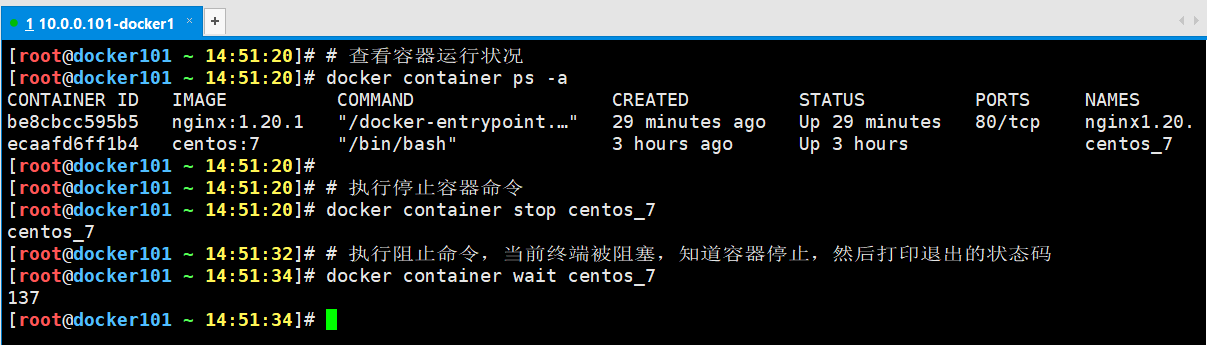 1 10.0.0.101-docker1 × +
[root@docker101 ~ 14:51:20]# # 查看容器运行状况
[root@docker101 ~ 14:51:20]# docker container ps -a
CONTAINER ID   IMAGE          COMMAND                  CREATED          STATUS          PORTS     NAMES
be8cbcc595b5   nginx:1.20.1   "/docker-entrypoint.…"   29 minutes ago   Up 29 minutes   80/tcp    nginx1.20.
ecaafd6ff1b4   centos:7       "/bin/bash"              3 hours ago      Up 3 hours                centos_7
[root@docker101 ~ 14:51:20]#
[root@docker101 ~ 14:51:20]# # 执行停止容器命令
[root@docker101 ~ 14:51:20]# docker container stop centos_7
centos_7
[root@docker101 ~ 14:51:32]# # 执行阻止命令，当前终端被阻塞，知道容器停止，然后打印退出的状态码
[root@docker101 ~ 14:51:34]# docker container wait centos_7
137
[root@docker101 ~ 14:51:34]#